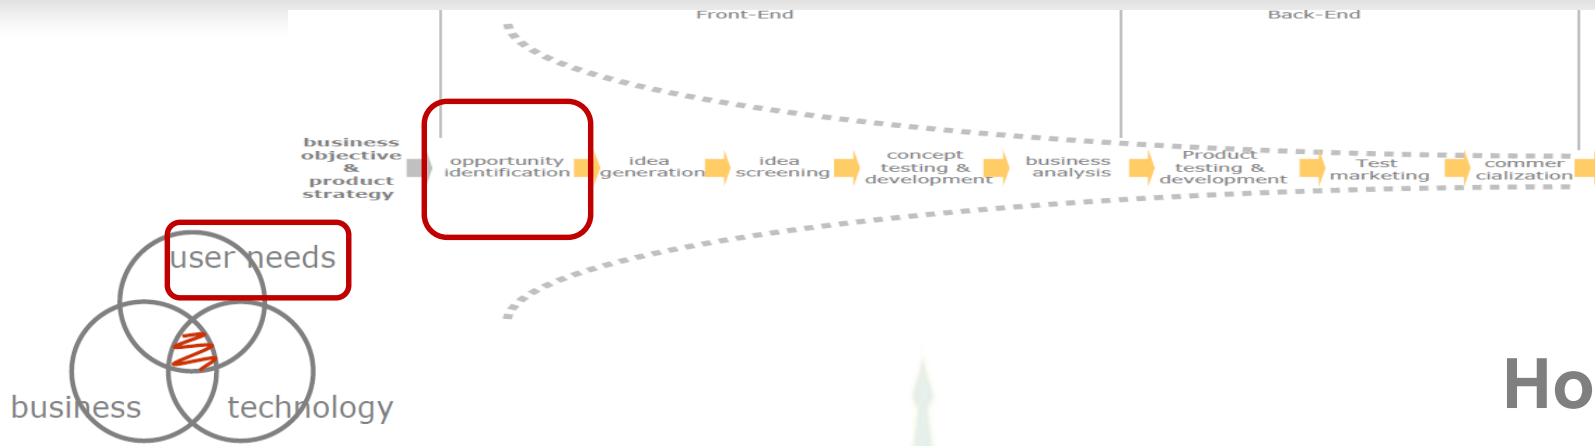 Front-End
Back-End
business
objective
&
product
strategy
opportunity
identification
idea
generation
idea
screening
concept
testing &
development
business
analysis
Product
testing &
development
Test
marketing
commer
cialization
user needs
business
technology
Ho